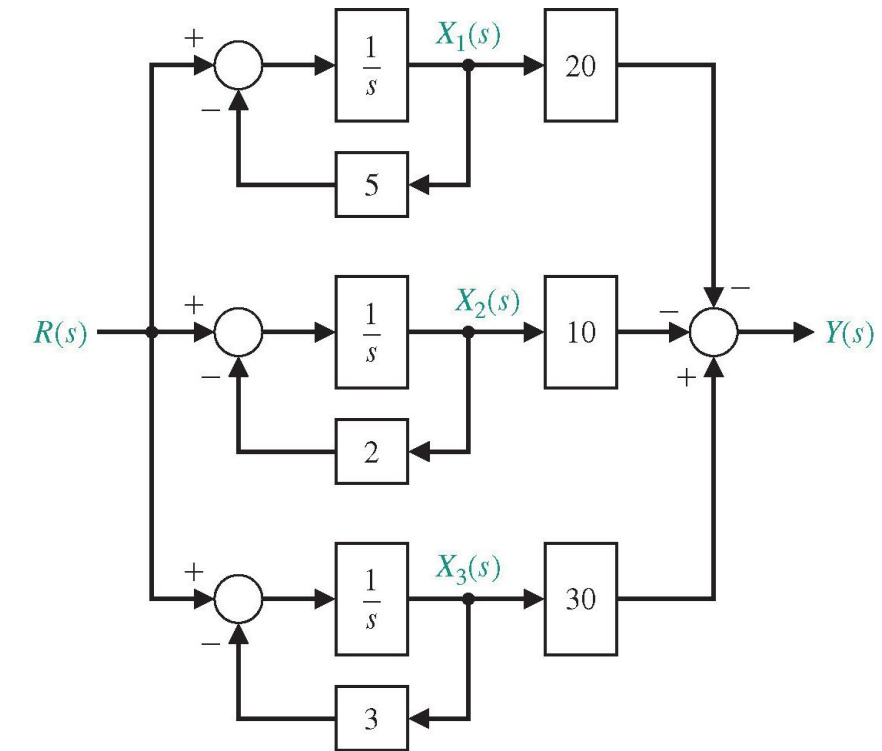 X₁(s)
+ 1/s 20
−
5
−
X₂(s)
R(s) + 1/s 10 − Y(s)
− +
2
X₃(s)
+ 1/s 30
−
3